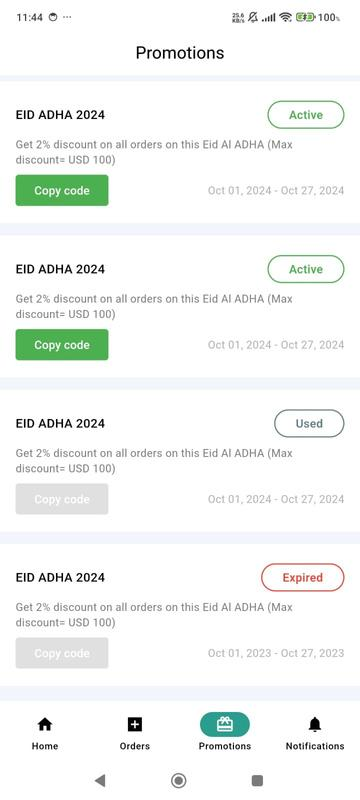 11:44 ···
25.6 KB/s 100%
Promotions
EID ADHA 2024 Active
Get 2% discount on all orders on this Eid Al ADHA (Max
discount= USD 100)
Copy code Oct 01, 2024 - Oct 27, 2024
EID ADHA 2024 Active
Get 2% discount on all orders on this Eid Al ADHA (Max
discount= USD 100)
Copy code Oct 01, 2024 - Oct 27, 2024
EID ADHA 2024 Used
Get 2% discount on all orders on this Eid Al ADHA (Max
discount= USD 100)
Copy code Oct 01, 2024 - Oct 27, 2024
EID ADHA 2024 Expired
Get 2% discount on all orders on this Eid Al ADHA (Max
discount= USD 100)
Copy code Oct 01, 2023 - Oct 27, 2023
Home Orders Promotions Notifications